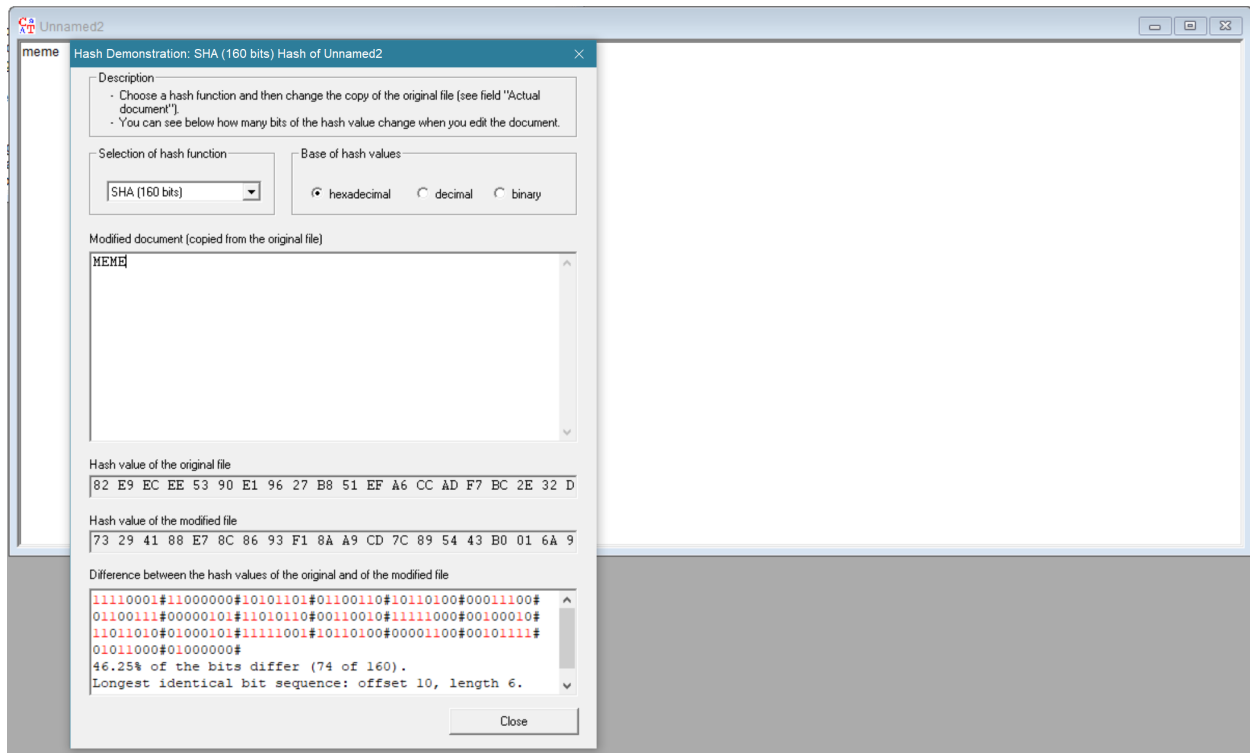 Unnamed2
meme
Hash Demonstration: SHA (160 bits) Hash of Unnamed2
Description
- Choose a hash function and then change the copy of the original file (see field "Actual
document").
- You can see below how many bits of the hash value change when you edit the document.
Selection of hash function
Base of hash values
SHA (160 bits)
hexadecimal decimal binary
Modified document (copied from the original file)
MEME
Hash value of the original file
82 E9 EC EE 53 90 E1 96 27 B8 51 EF A6 CC AD F7 BC 2E 32 D
Hash value of the modified file
73 29 41 88 E7 8C 86 93 F1 8A A9 CD 7C 89 54 43 B0 01 6A 9
Difference between the hash values of the original and of the modified file
11110001#11000000#10101101#01100110#10110100#00011100#
01100111#00000101#11010110#00110010#11111000#00100010#
11011010#01000101#11111001#10110100#00001100#00101111#
01011000#01000000#
46.25% of the bits differ (74 of 160).
Longest identical bit sequence: offset 10, length 6.
Close